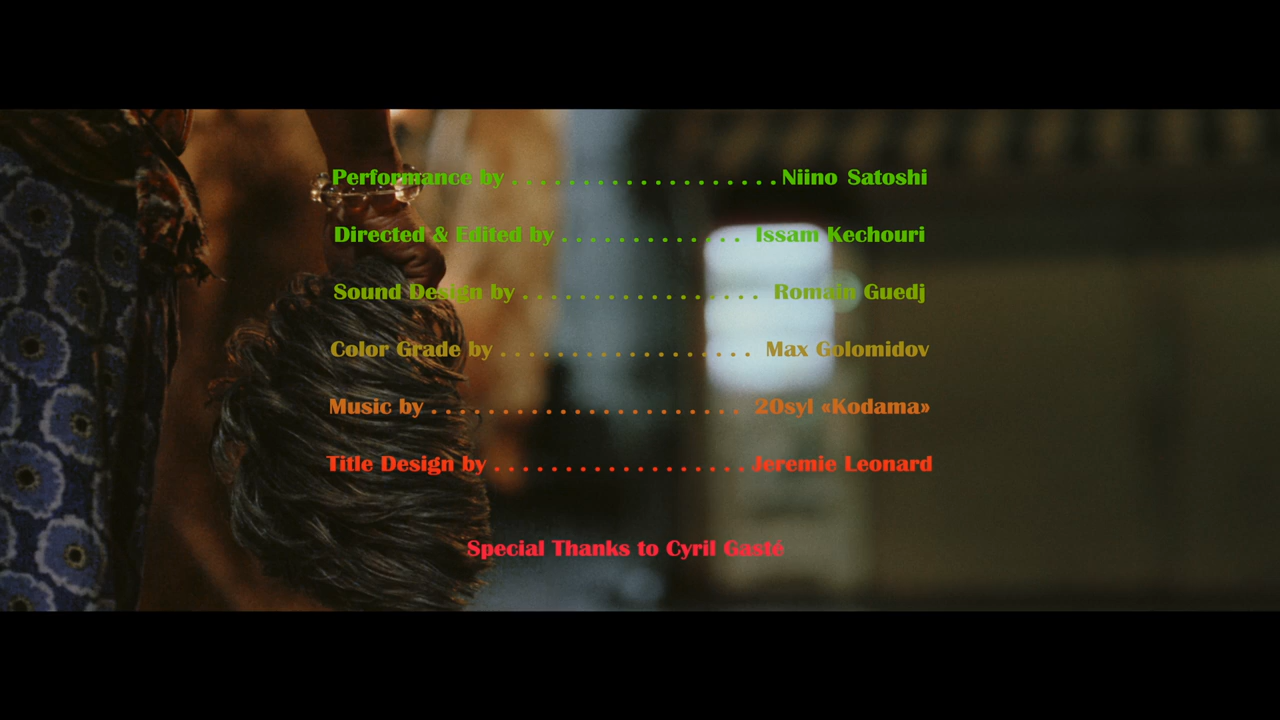 Performance by . . . . . . . . . . . . . . . . . . . Niino Satoshi
Directed & Edited by . . . . . . . . . . . . . Issam Kechouri
Sound Design by . . . . . . . . . . . . . . . . . Romain Guedj
Color Grade by . . . . . . . . . . . . . . . . . . Max Golomidov
Music by . . . . . . . . . . . . . . . . . . . . . . 20syl «Kodama»
Title Design by . . . . . . . . . . . . . . . . . . Jeremie Leonard
Special Thanks to Cyril Gasté